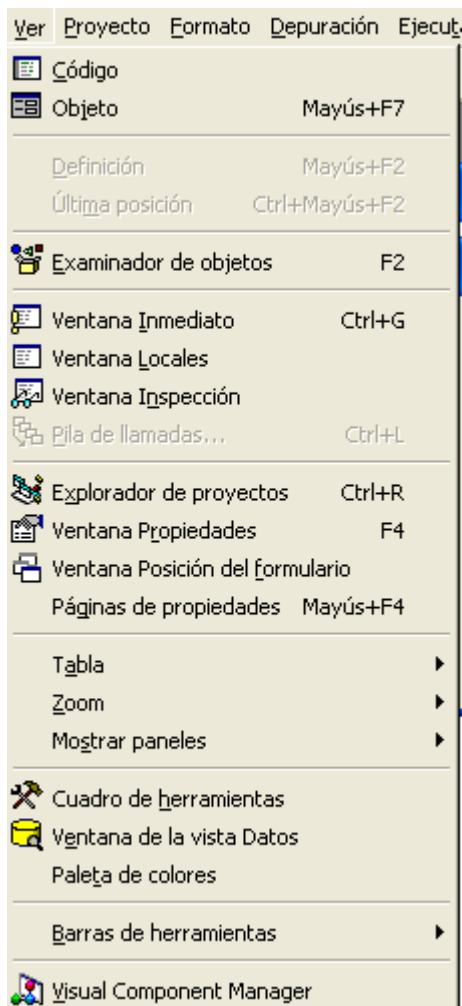 Ver Proyecto Formato Depuración Ejecut
Código
Objeto Mayús+F7
Definición Mayús+F2
Última posición Ctrl+Mayús+F2
Examinador de objetos F2
Ventana Inmediato Ctrl+G
Ventana Locales
Ventana Inspección
Pila de llamadas... Ctrl+L
Explorador de proyectos Ctrl+R
Ventana Propiedades F4
Ventana Posición del formulario
Páginas de propiedades Mayús+F4
Tabla
Zoom
Mostrar paneles
Cuadro de herramientas
Ventana de la vista Datos
Paleta de colores
Barras de herramientas
Visual Component Manager